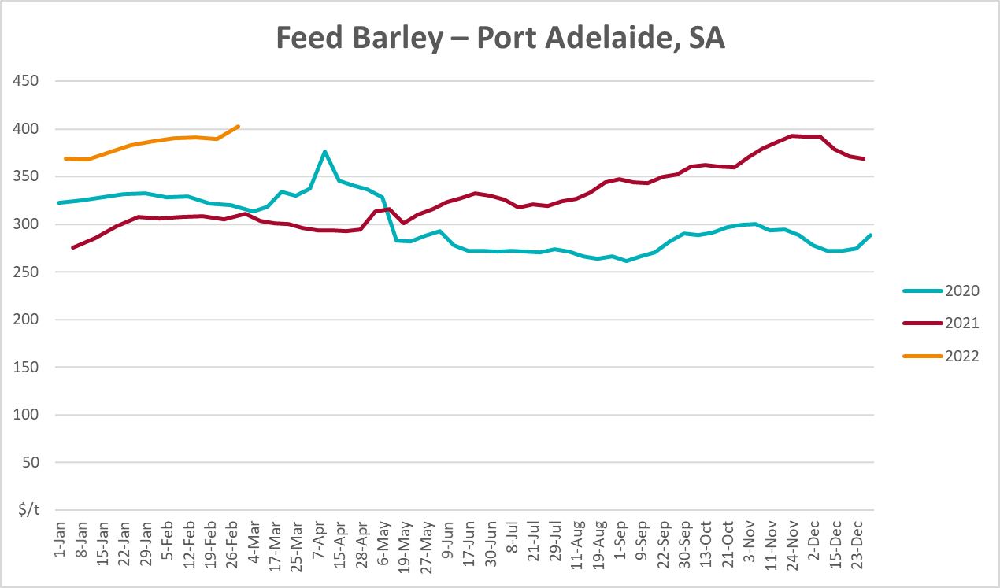 Feed Barley – Port Adelaide, SA
450
400
350
300
250
200
150
100
50
$/t
1-Jan
8-Jan
15-Jan
22-Jan
29-Jan
5-Feb
12-Feb
19-Feb
26-Feb
4-Mar
17-Mar
25-Mar
7-Apr
15-Apr
28-Apr
6-May
19-May
27-May
9-Jun
17-Jun
30-Jun
8-Jul
21-Jul
29-Jul
11-Aug
19-Aug
1-Sep
9-Sep
22-Sep
30-Sep
13-Oct
21-Oct
3-Nov
11-Nov
24-Nov
2-Dec
15-Dec
23-Dec
2020
2021
2022